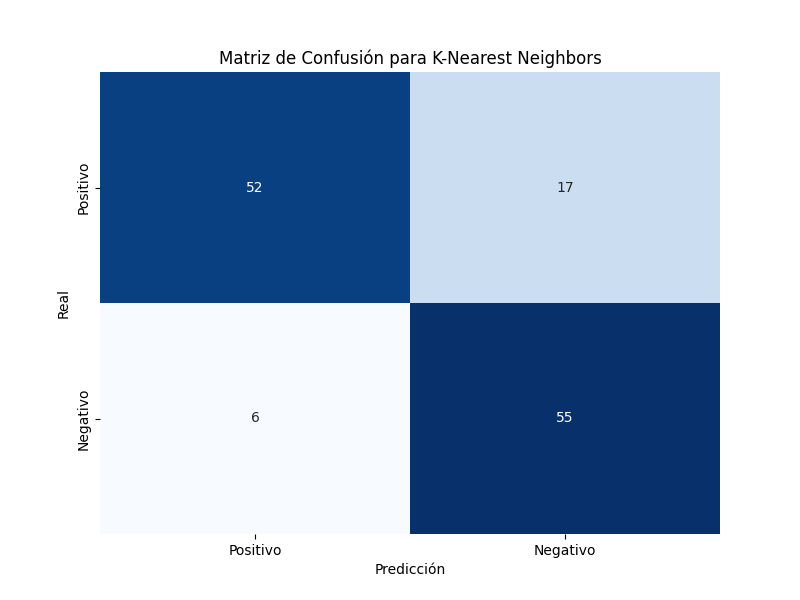 Matriz de Confusión para K-Nearest Neighbors
Positivo
52
17
Real
Negativo
6
55
Positivo
Negativo
Predicción